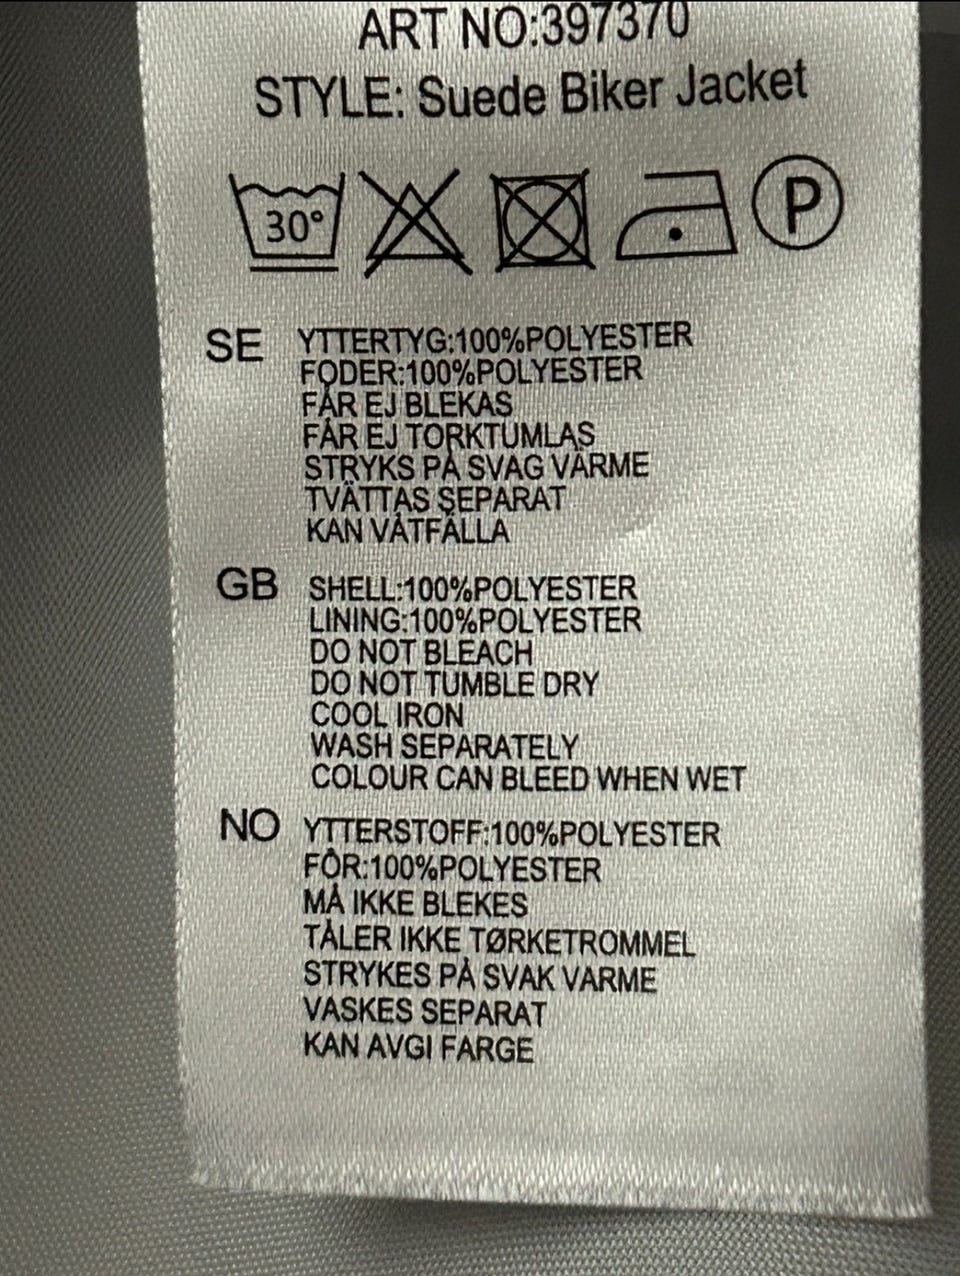 ART NO:397370
STYLE: Suede Biker Jacket
30°
P
SE YTTERTYG:100%POLYESTER
FODER:100%POLYESTER
FÅR EJ BLEKAS
FÅR EJ TORKTUMLAS
STRYKS PÅ SVAG VÄRME
TVÄTTAS SEPARAT
KAN VÅTFÄLLA
GB SHELL:100%POLYESTER
LINING:100%POLYESTER
DO NOT BLEACH
DO NOT TUMBLE DRY
COOL IRON
WASH SEPARATELY
COLOUR CAN BLEED WHEN WET
NO YTTERSTOFF:100%POLYESTER
FÔR:100%POLYESTER
MÅ IKKE BLEKES
TÅLER IKKE TØRKETROMMEL
STRYKES PÅ SVAK VARME
VASKES SEPARAT
KAN AVGI FARGE